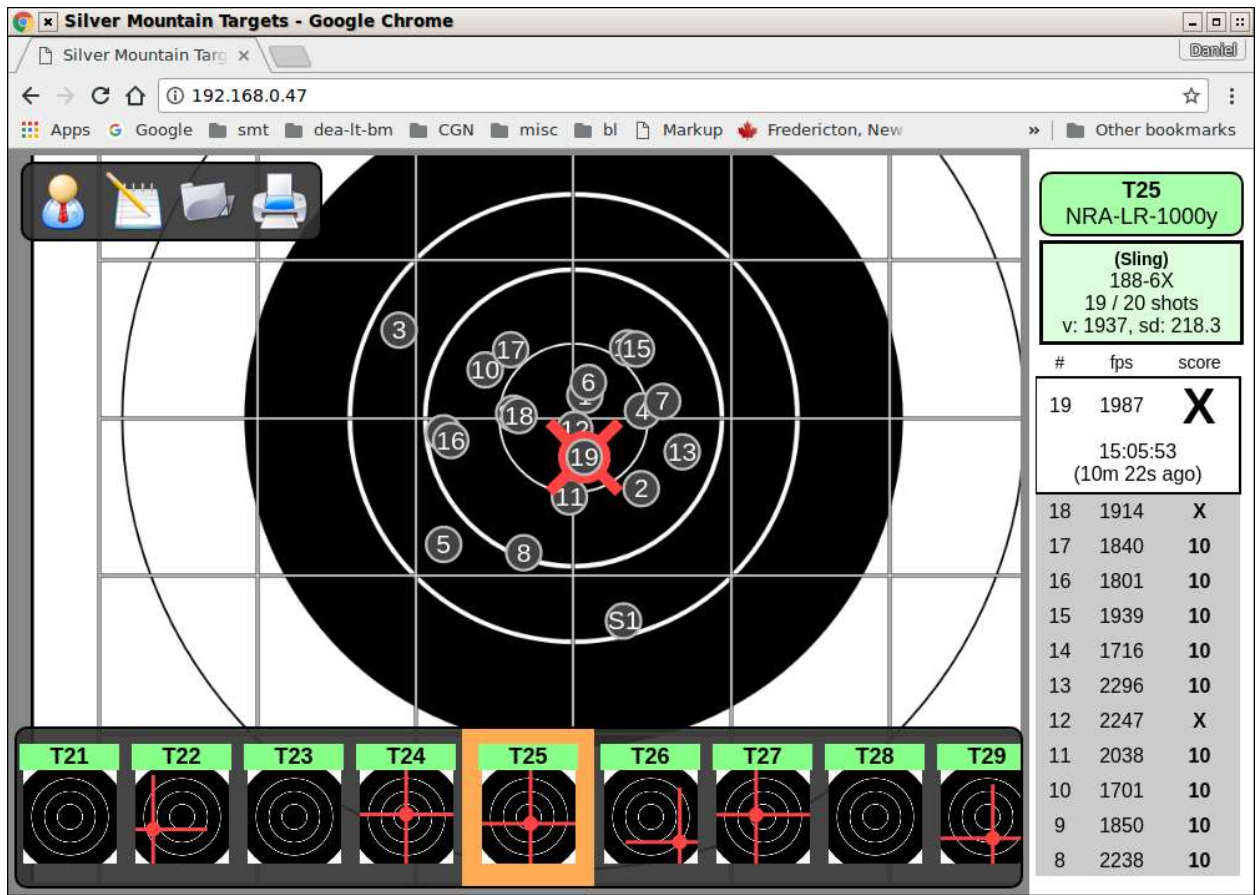 Silver Mountain Targets - Google Chrome
Silver Mountain Targ
Daniel
192.168.0.47
Apps Google smt dea-lt-bm CGN misc bl Markup Fredericton, New » Other bookmarks
T25
NRA-LR-1000y
(Sling)
188-6X
19 / 20 shots
v: 1937, sd: 218.3
# fps score
19 1987 X
15:05:53
(10m 22s ago)
18 1914 X
17 1840 10
16 1801 10
15 1939 10
14 1716 10
13 2296 10
12 2247 X
11 2038 10
10 1701 10
9 1850 10
8 2238 10
3
17
15
10
6
1
7
4
18
12
16
13
19
2
11
5
8
S1
T21 T22 T23 T24 T25 T26 T27 T28 T29